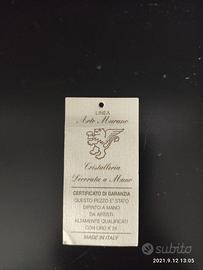 LINEA
Arte Murano
Cristalleria
Decorata a Mano
CERTIFICATO DI GARANZIA
QUESTO PEZZO È STATO
DIPINTO A MANO
DA ARTISTI
ALTAMENTE QUALIFICATI
CON ORO K 24
MADE IN ITALY
subito
2021.9.12 13:05